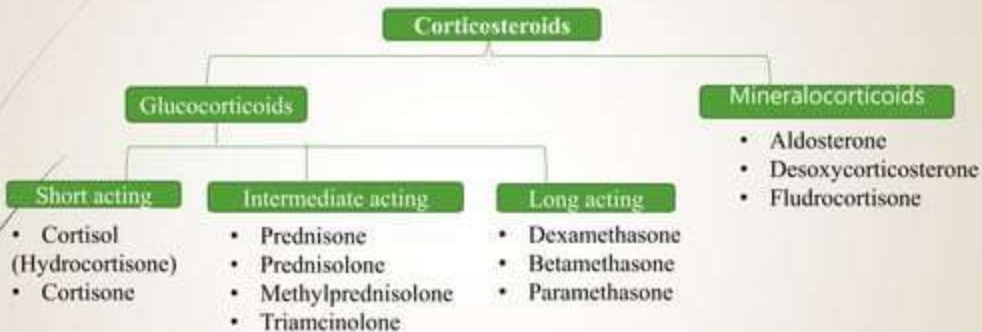 Corticosteroids
Glucocorticoids
Mineralocorticoids
• Aldosterone
• Desoxycorticosterone
• Fludrocortisone
Short acting
• Cortisol
(Hydrocortisone)
• Cortisone
Intermediate acting
• Prednisone
• Prednisolone
• Methylprednisolone
• Triamcinolone
Long acting
• Dexamethasone
• Betamethasone
• Paramethasone